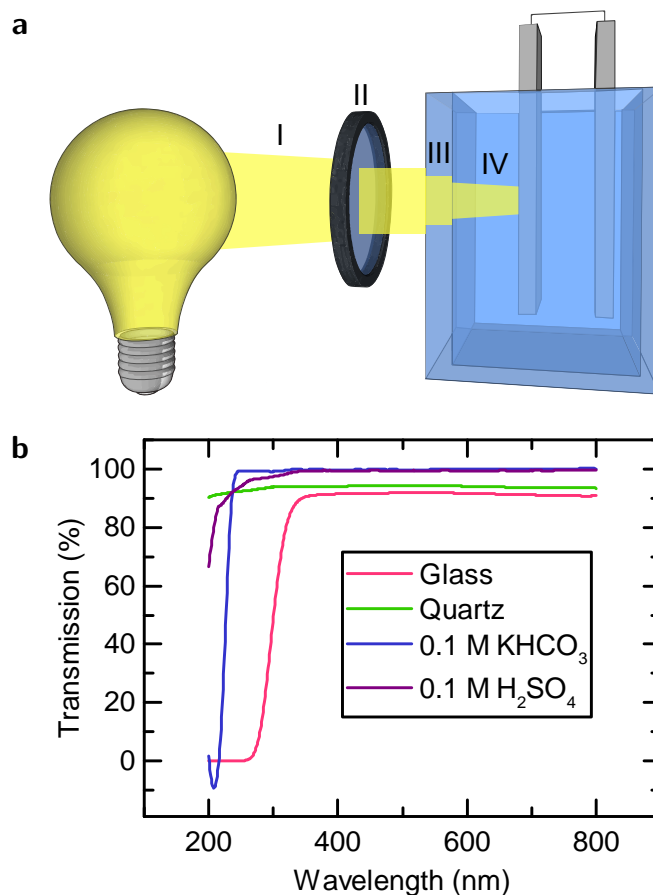 a
I
II
III
IV
b
Transmission (%)
100
80
60
40
20
0
Glass
Quartz
0.1 M KHCO₃
0.1 M H₂SO₄
200
400
600
800
Wavelength (nm)